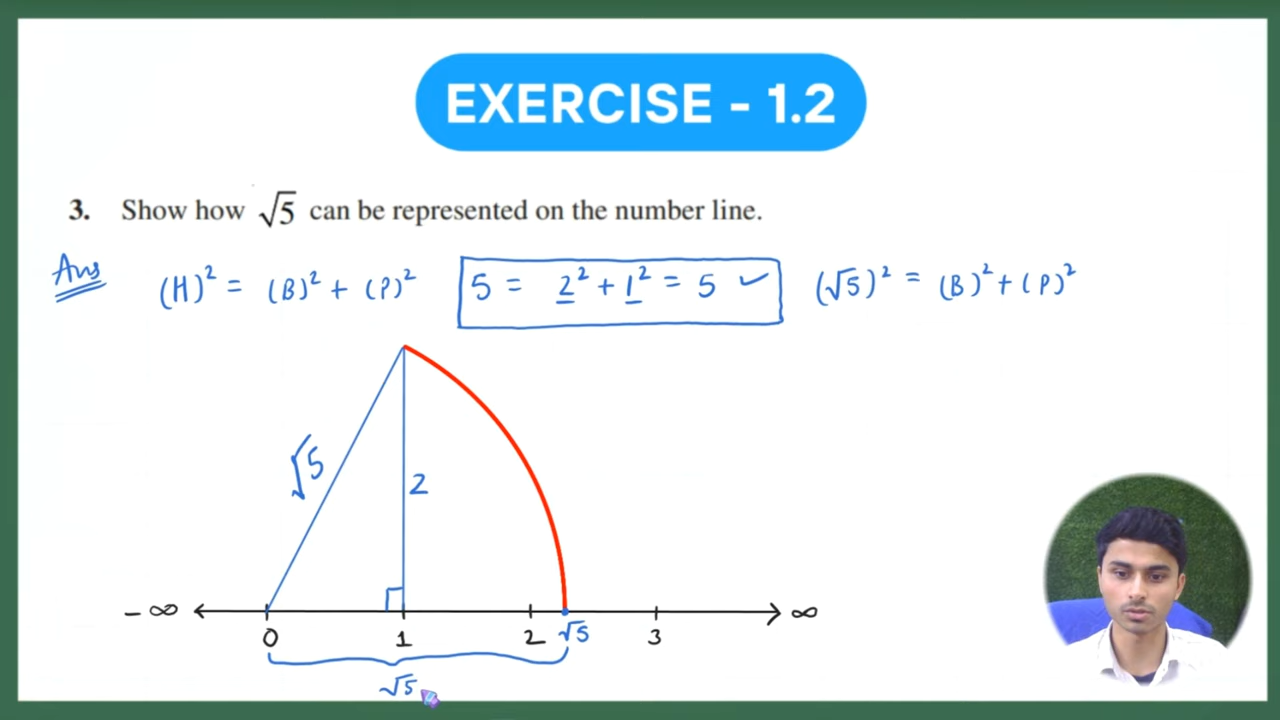 EXERCISE - 1.2
3. Show how √5 can be represented on the number line.
Ans (H)² = (B)² + (P)² 5 = 2² + 1² = 5 ✓ (√5)² = (B)² + (P)²
√5
2
- ∞ ∞
0 1 2 √5 3
√5